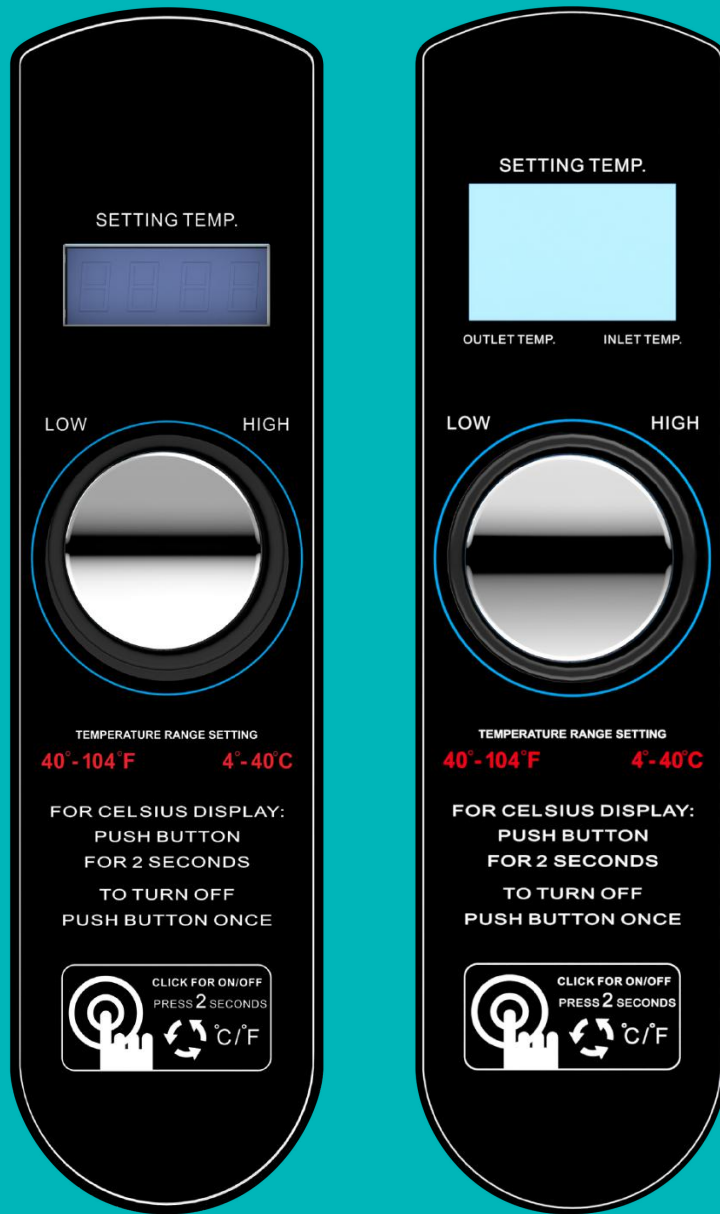 SETTING TEMP.
LOW HIGH
TEMPERATURE RANGE SETTING
40°-104°F 4°-40°C
FOR CELSIUS DISPLAY:
PUSH BUTTON
FOR 2 SECONDS
TO TURN OFF
PUSH BUTTON ONCE
CLICK FOR ON/OFF
PRESS 2 SECONDS
°C/°F
SETTING TEMP.
OUTLET TEMP. INLET TEMP.
LOW HIGH
TEMPERATURE RANGE SETTING
40°-104°F 4°-40°C
FOR CELSIUS DISPLAY:
PUSH BUTTON
FOR 2 SECONDS
TO TURN OFF
PUSH BUTTON ONCE
CLICK FOR ON/OFF
PRESS 2 SECONDS
°C/°F